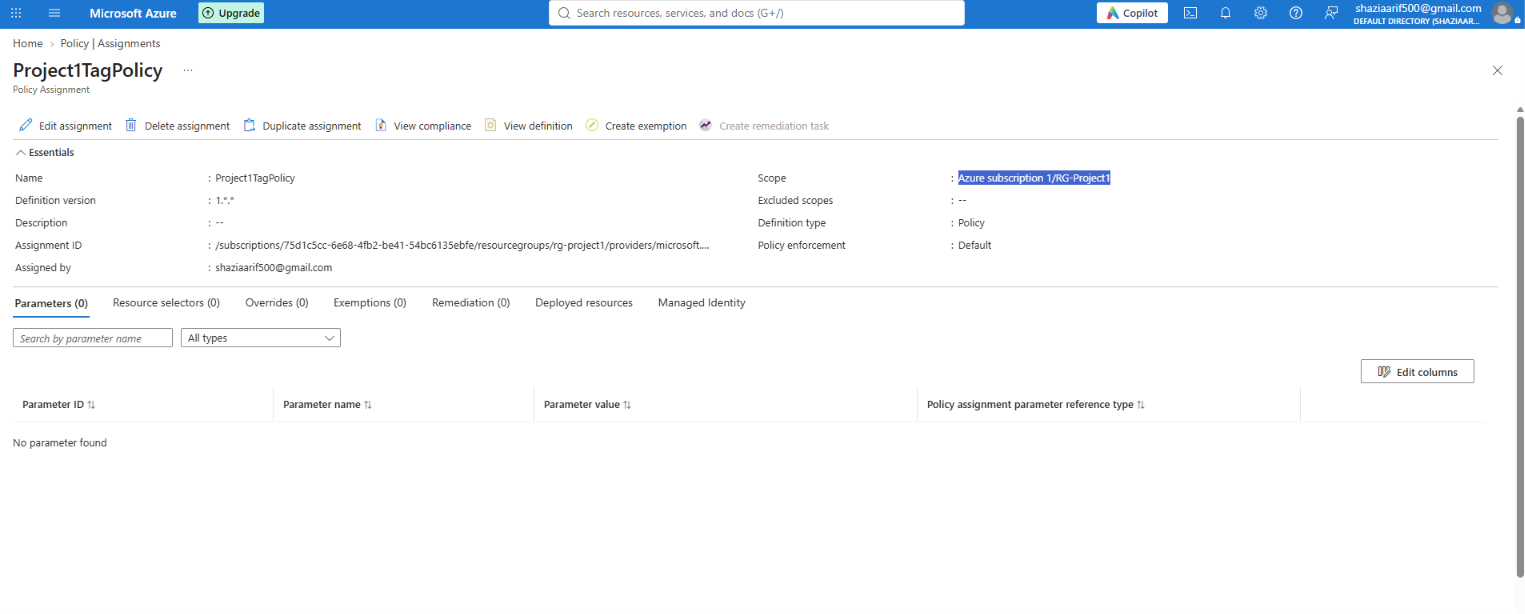 Microsoft Azure Upgrade Search resources, services, and docs (G+/) Copilot shaziaarif500@gmail.com
DEFAULT DIRECTORY (SHAZIAAR...
Home > Policy | Assignments
Project1TagPolicy ...
Policy Assignment
Edit assignment Delete assignment Duplicate assignment View compliance View definition Create exemption Create remediation task
Essentials
Name : Project1TagPolicy Scope : Azure subscription 1/RG-Project1
Definition version : 1.*.* Excluded scopes : --
Description : -- Definition type : Policy
Assignment ID : /subscriptions/75d1c5cc-6e68-4fb2-be41-54bc6135ebfe/resourcegroups/rg-project1/providers/microsoft.... Policy enforcement : Default
Assigned by : shaziaarif500@gmail.com
Parameters (0) Resource selectors (0) Overrides (0) Exemptions (0) Remediation (0) Deployed resources Managed Identity
Search by parameter name All types
Edit columns
Parameter ID Parameter name Parameter value Policy assignment parameter reference type
No parameter found